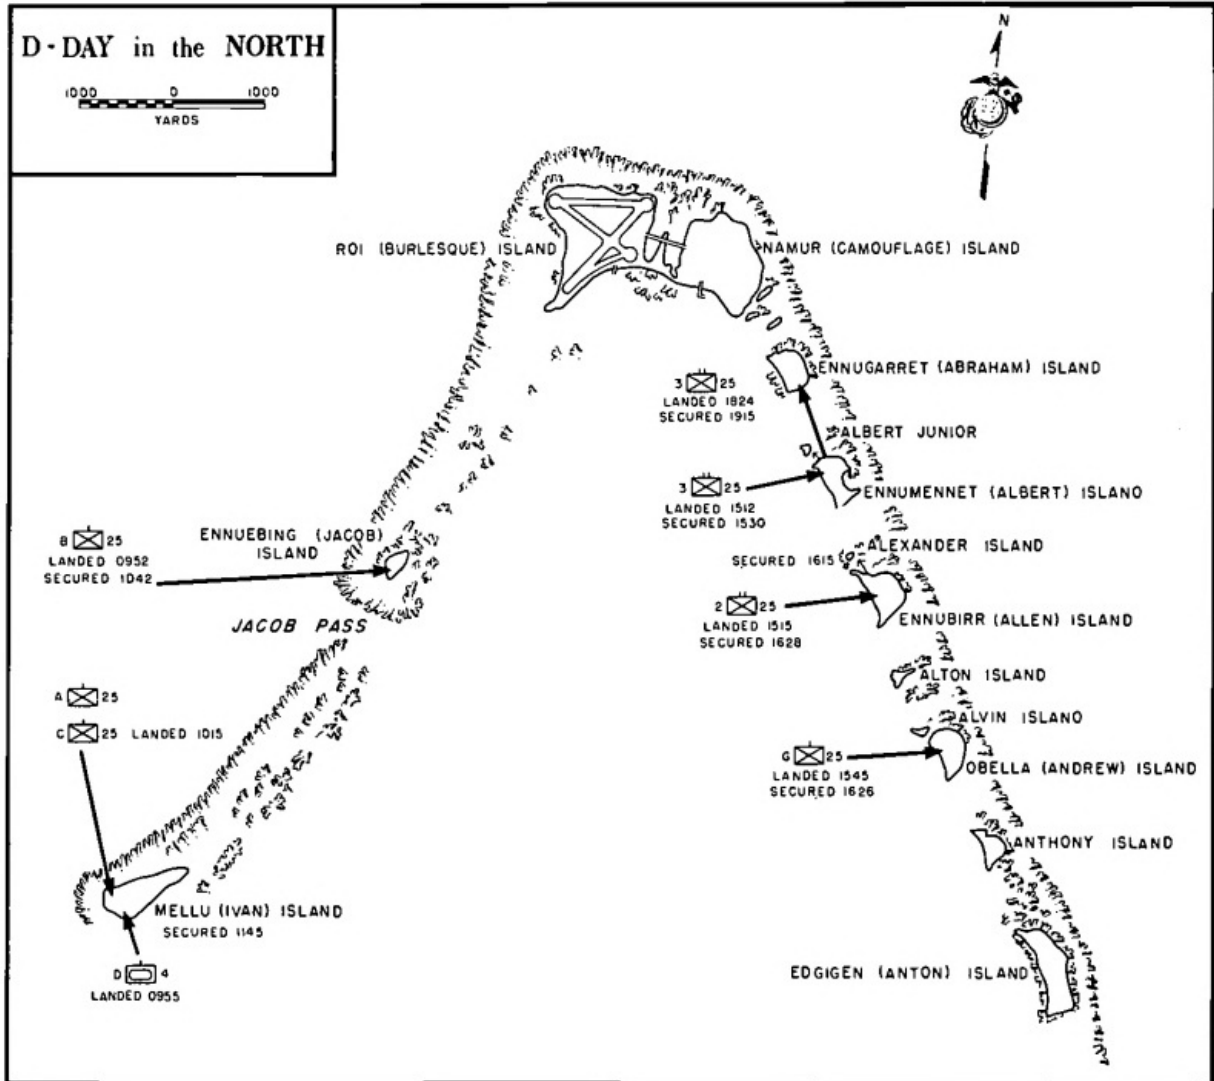 D-DAY in the NORTH
1000 0 1000
YARDS
N
ROI (BURLESQUE) ISLAND
NAMUR (CAMOUFLAGE) ISLAND
ENNUGARRET (ABRAHAM) ISLAND
3 25
LANDED 1824
SECURED 1915
ALBERT JUNIOR
3 25
LANDED 1512
SECURED 1530
ENNUMENNET (ALBERT) ISLAND
ENNUEBING (JACOB)
ISLAND
B 25
LANDED 0952
SECURED 1042
ALEXANDER ISLAND
SECURED 1615
2 25
LANDED 1515
SECURED 1628
ENNUBIRR (ALLEN) ISLAND
JACOB PASS
ALTON ISLAND
A 25
C 25 LANDED 1015
ALVIN ISLAND
G 25
LANDED 1545
SECURED 1626
OBELLA (ANDREW) ISLAND
ANTHONY ISLAND
MELLU (IVAN) ISLAND
SECURED 1145
D 4
LANDED 0955
EDGIGEN (ANTON) ISLAND